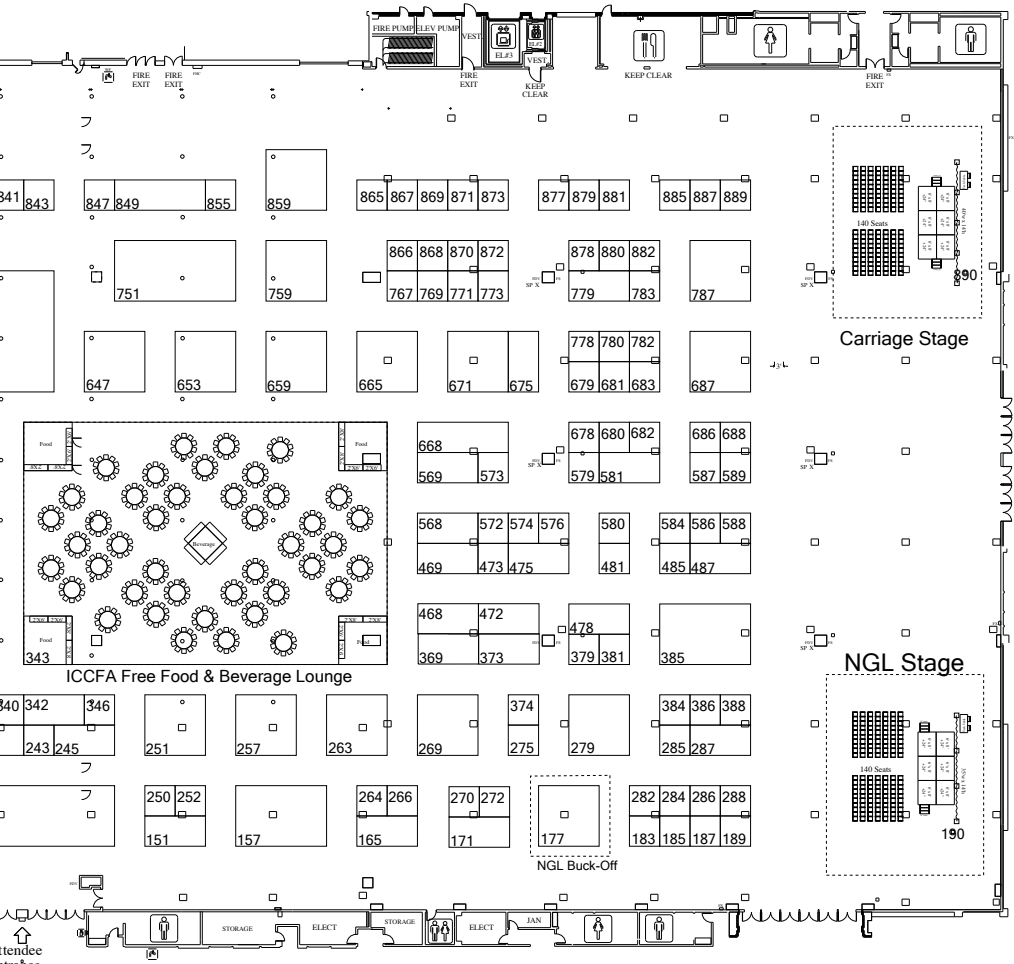 FIRE PUMP ELEV PUMP
VEST.
EL#3
EL#2
VEST
FIRE
EXIT
FIRE
EXIT
FIRE
EXIT
KEEP
CLEAR
KEEP CLEAR
FIRE
EXIT
841 843 847 849 855 859 865 867 869 871 873 877 879 881 885 887 889
140 Seats
866 868 870 872 878 880 882
751 759 767 769 771 773 779 783 787
SP X
SP X
890
Carriage Stage
778 780 782
647 653 659 665 671 675 679 681 683 687
3'
Food
Food
668 678 680 682 686 688
569 573 579 581 587 589
SP X
SP X
Beverage
568 572 574 576 580 584 586 588
469 473 475 481 485 487
468 472 478
Food
Food
343 369 373 379 381 385
SP X
SP X
ICCFA Free Food & Beverage Lounge
NGL Stage
340 342 346 374 384 386 388
243 245 251 257 263 269 275 279 285 287
140 Seats
250 252 264 266 270 272 282 284 286 288
151 157 165 171 177 183 185 187 189
190
NGL Buck-Off
STORAGE
ELECT
STORAGE
ELECT
JAN